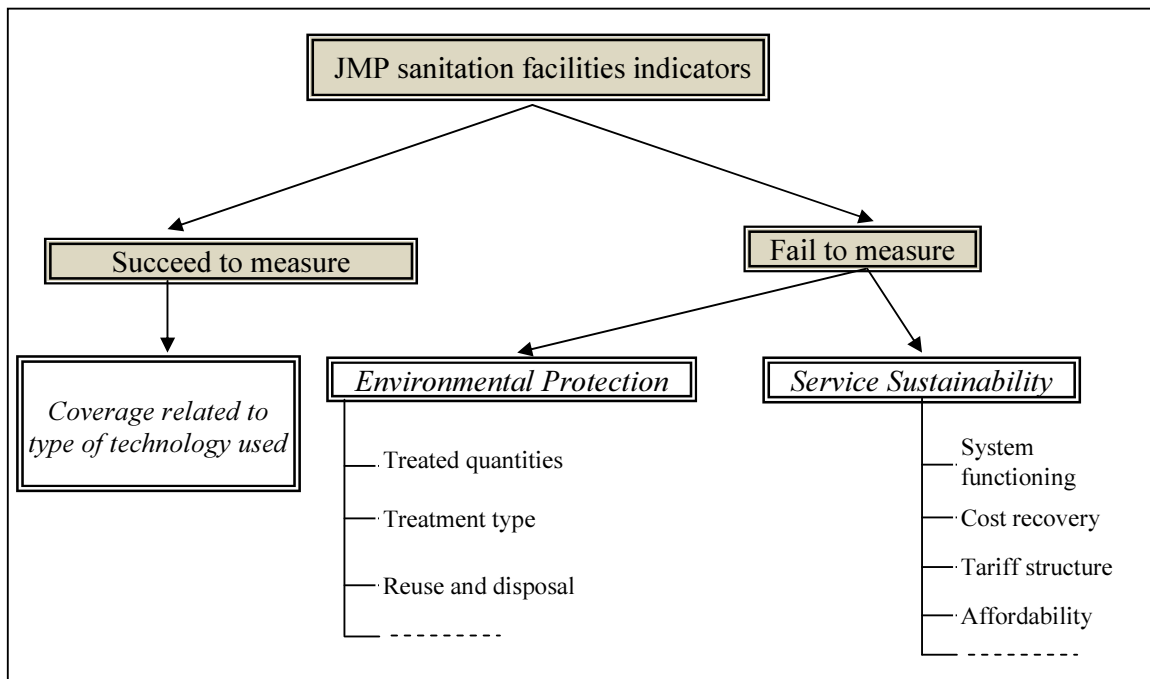 JMP sanitation facilities indicators
Succeed to measure
Fail to measure
Coverage related to
type of technology used
Environmental Protection
Treated quantities
Treatment type
Reuse and disposal
Service Sustainability
System
functioning
Cost recovery
Tariff structure
Affordability